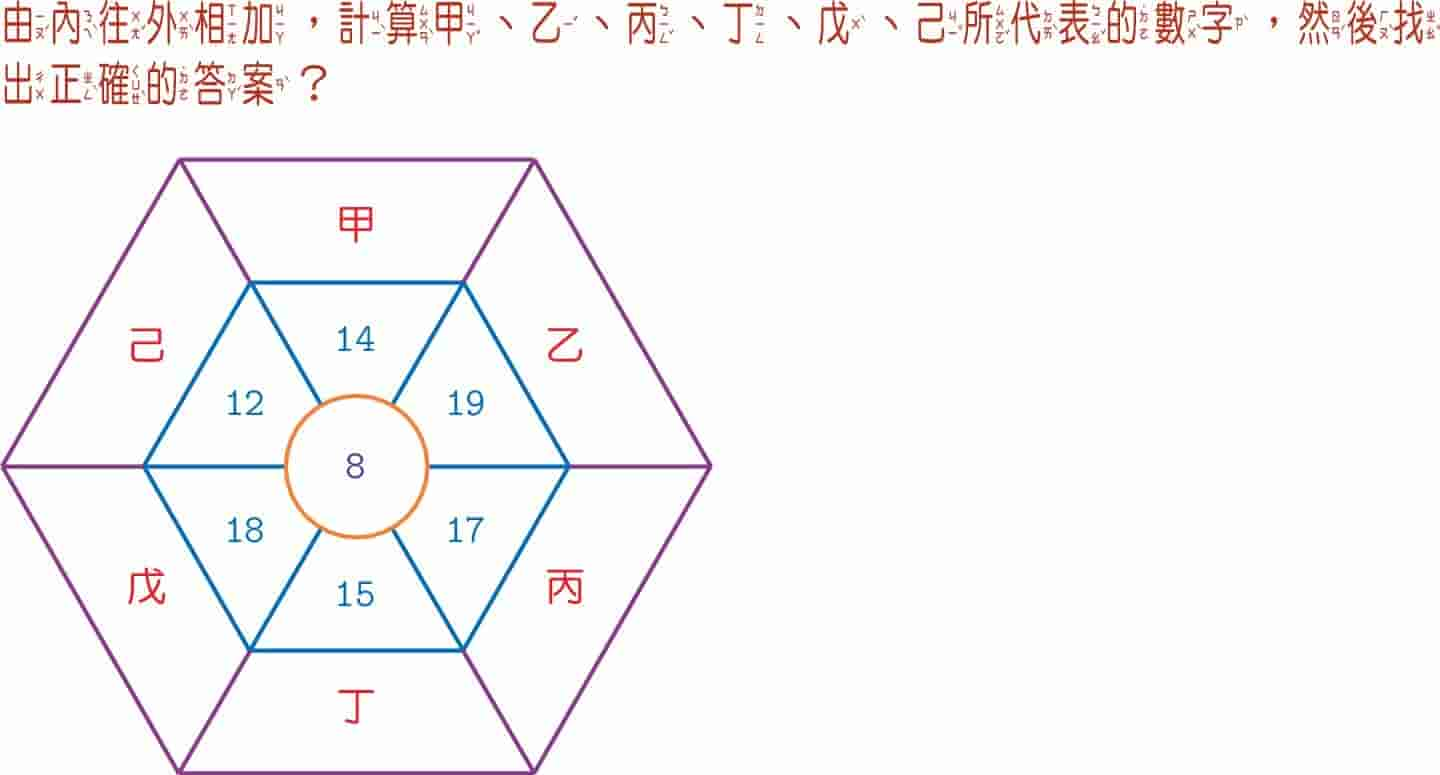 由內往外相加，計算甲、乙、丙、丁、戊、己所代表的數字，然後找
出正確的答案？
甲
己
14
乙
12
19
8
18
17
戊
15
丙
丁